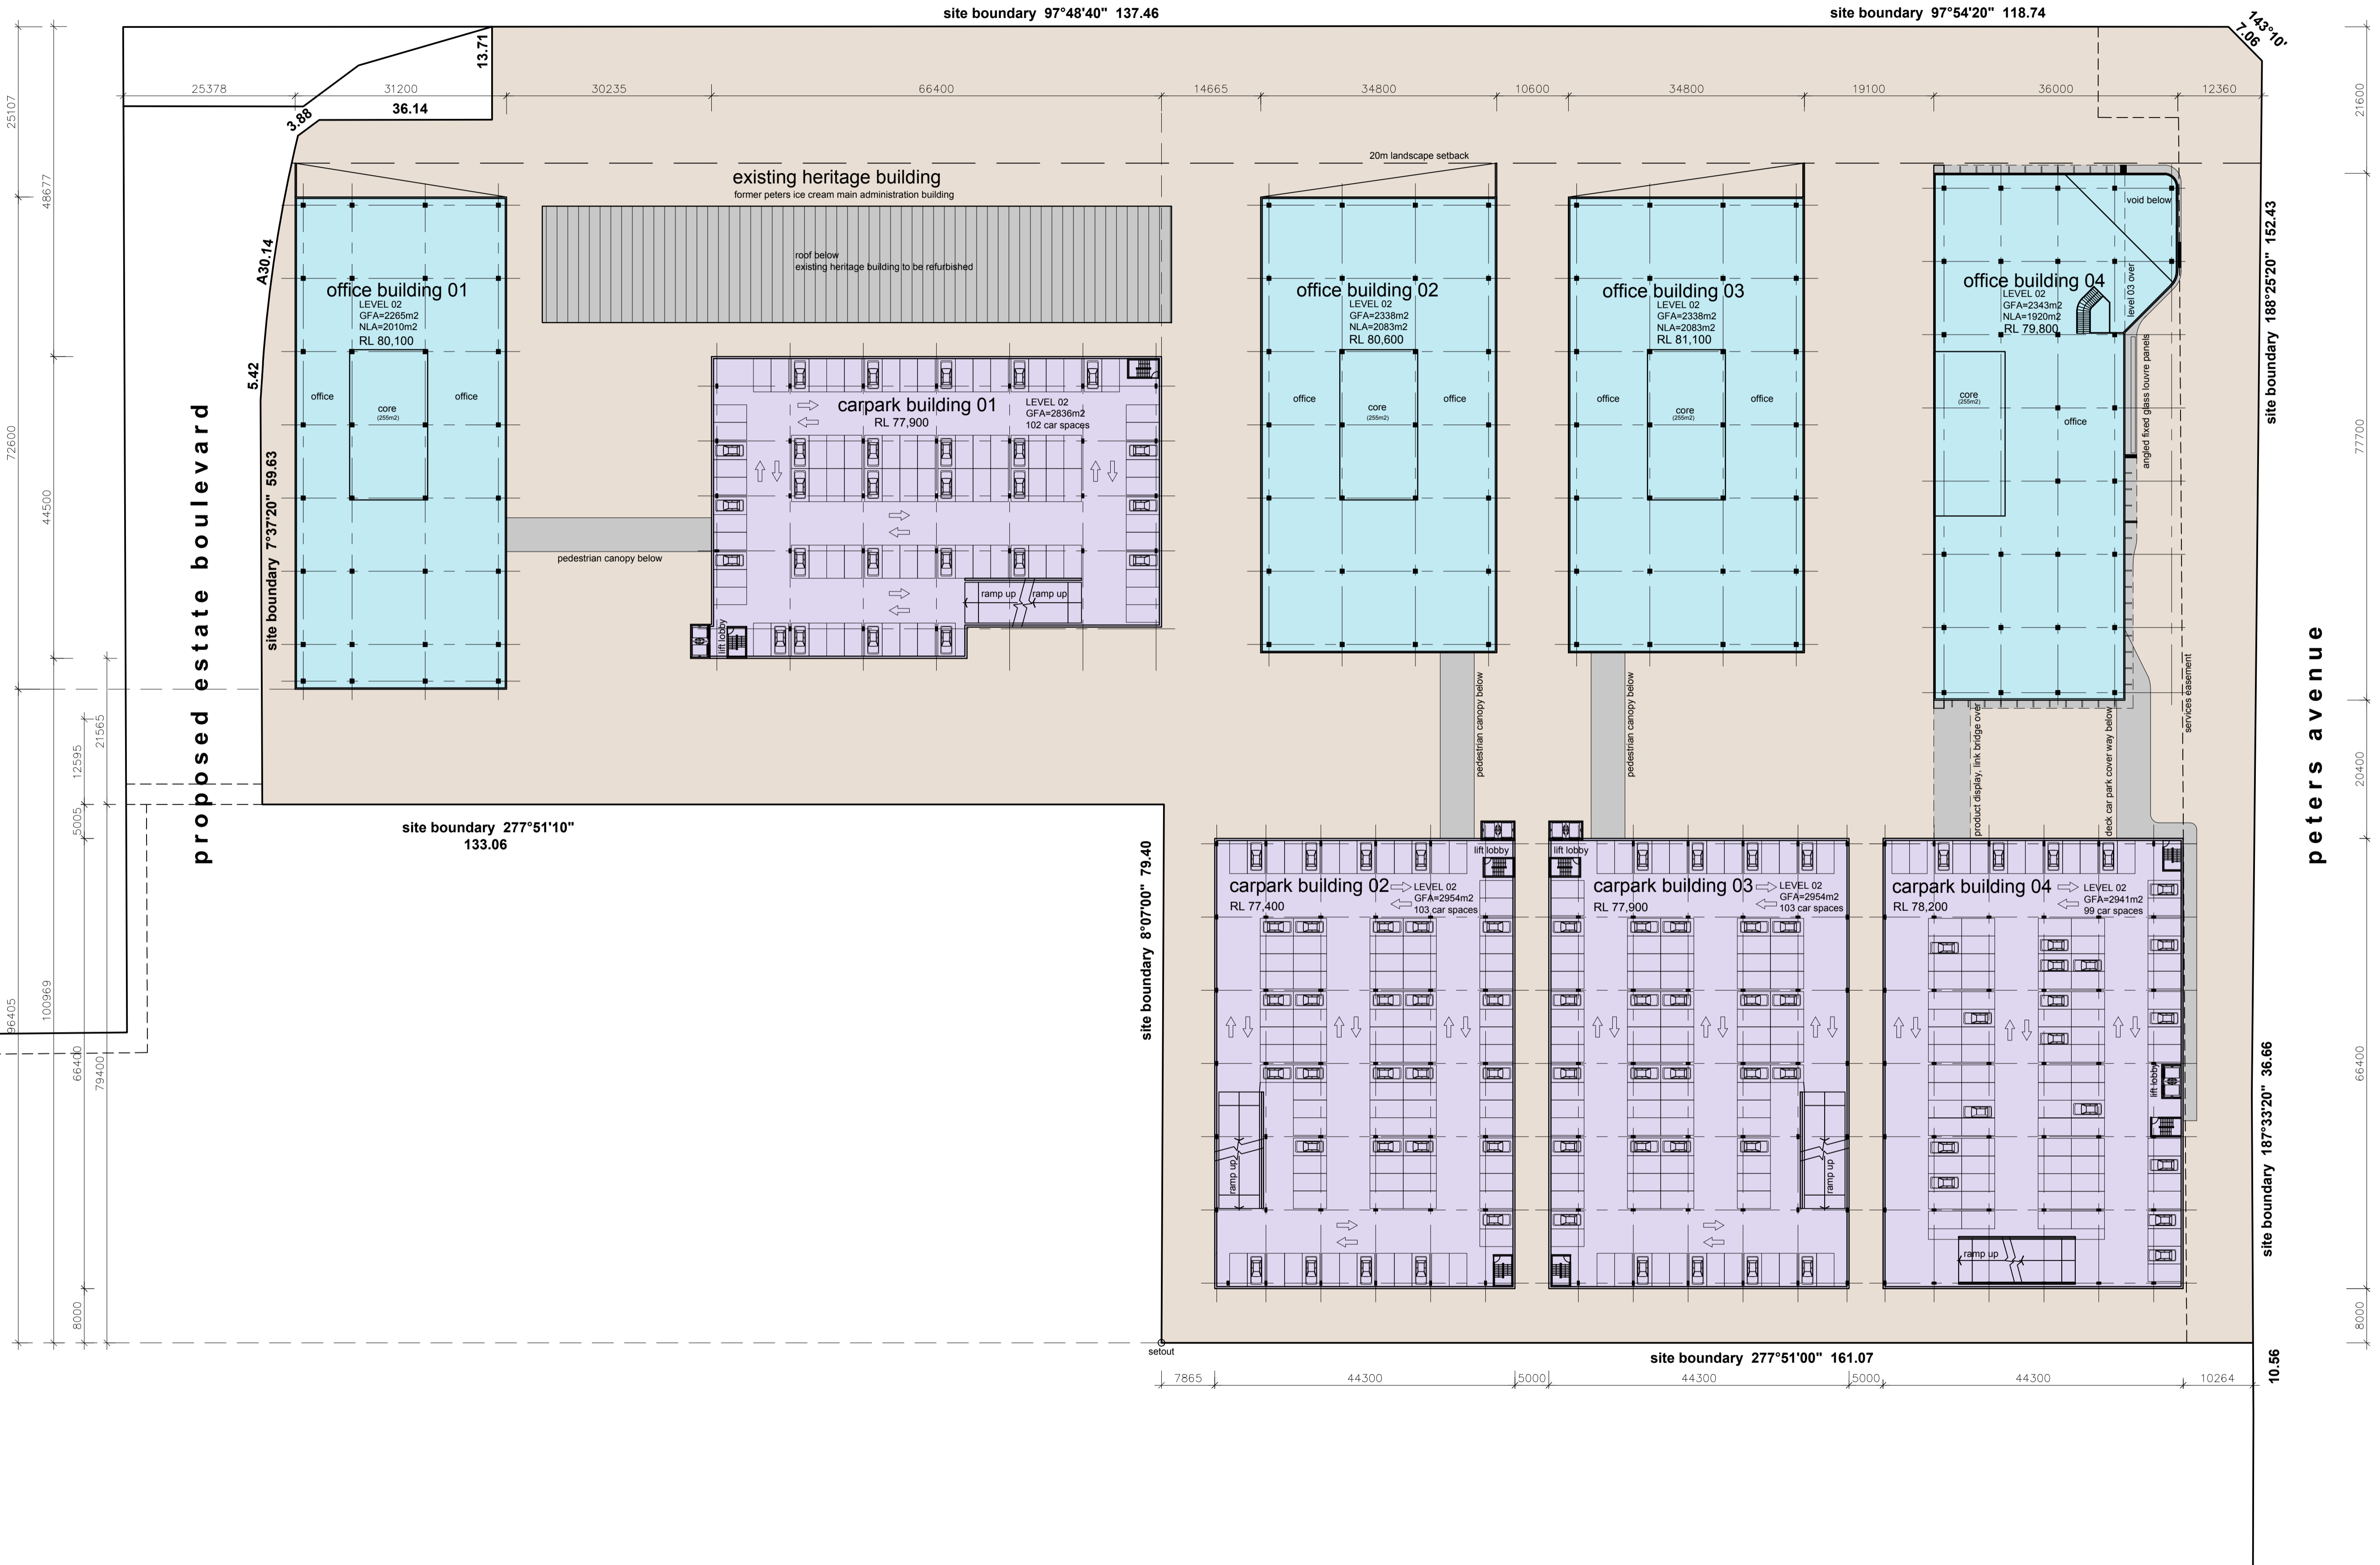 site boundary 97°48'40" 137.46
site boundary 97°54'20" 118.74
143°10'
7.06
13.71
25378
31200
30235
66400
14665
34800
10600
34800
19100
36000
12360
36.14
3.88
25107
48677
21600
20m landscape setback
existing heritage building
former peters ice cream main administration building
roof below
existing heritage building to be refurbished
A30.14
5.42
72600
44500
site boundary 7°37'20" 59.63
proposed estate boulevard
office building 01
LEVEL 02
GFA=2265m2
NLA=2010m2
RL 80,100
office
core
(255m2)
office
carpark building 01
RL 77,900
LEVEL 02
GFA=2836m2
102 car spaces
pedestrian canopy below
ramp up
ramp up
lift lobby
office building 02
LEVEL 02
GFA=2338m2
NLA=2083m2
RL 80,600
office
core
(255m2)
office
office building 03
LEVEL 02
GFA=2338m2
NLA=2083m2
RL 81,100
office
core
(255m2)
office
void below
office building 04
LEVEL 02
GFA=2343m2
NLA=1920m2
RL 79,800
level 03 over
core
(255m2)
office
angled fixed glass louvre panels
site boundary 188°25'20" 152.43
77700
peters avenue
services easement
pedestrian canopy below
pedestrian canopy below
product display, link bridge over
deck car park cover way below
20400
12595
21565
5005
site boundary 277°51'10"
133.06
site boundary 8°07'00" 79.40
lift lobby
lift lobby
carpark building 02
RL 77,400
LEVEL 02
GFA=2954m2
103 car spaces
carpark building 03
RL 77,900
LEVEL 02
GFA=2954m2
103 car spaces
carpark building 04
RL 78,200
LEVEL 02
GFA=2941m2
99 car spaces
96405
100969
66400
79400
66400
lift lobby
ramp up
ramp up
ramp up
site boundary 187°33'20" 36.66
8000
8000
setout
site boundary 277°51'00" 161.07
10.56
7865
44300
5000
44300
5000
44300
10264